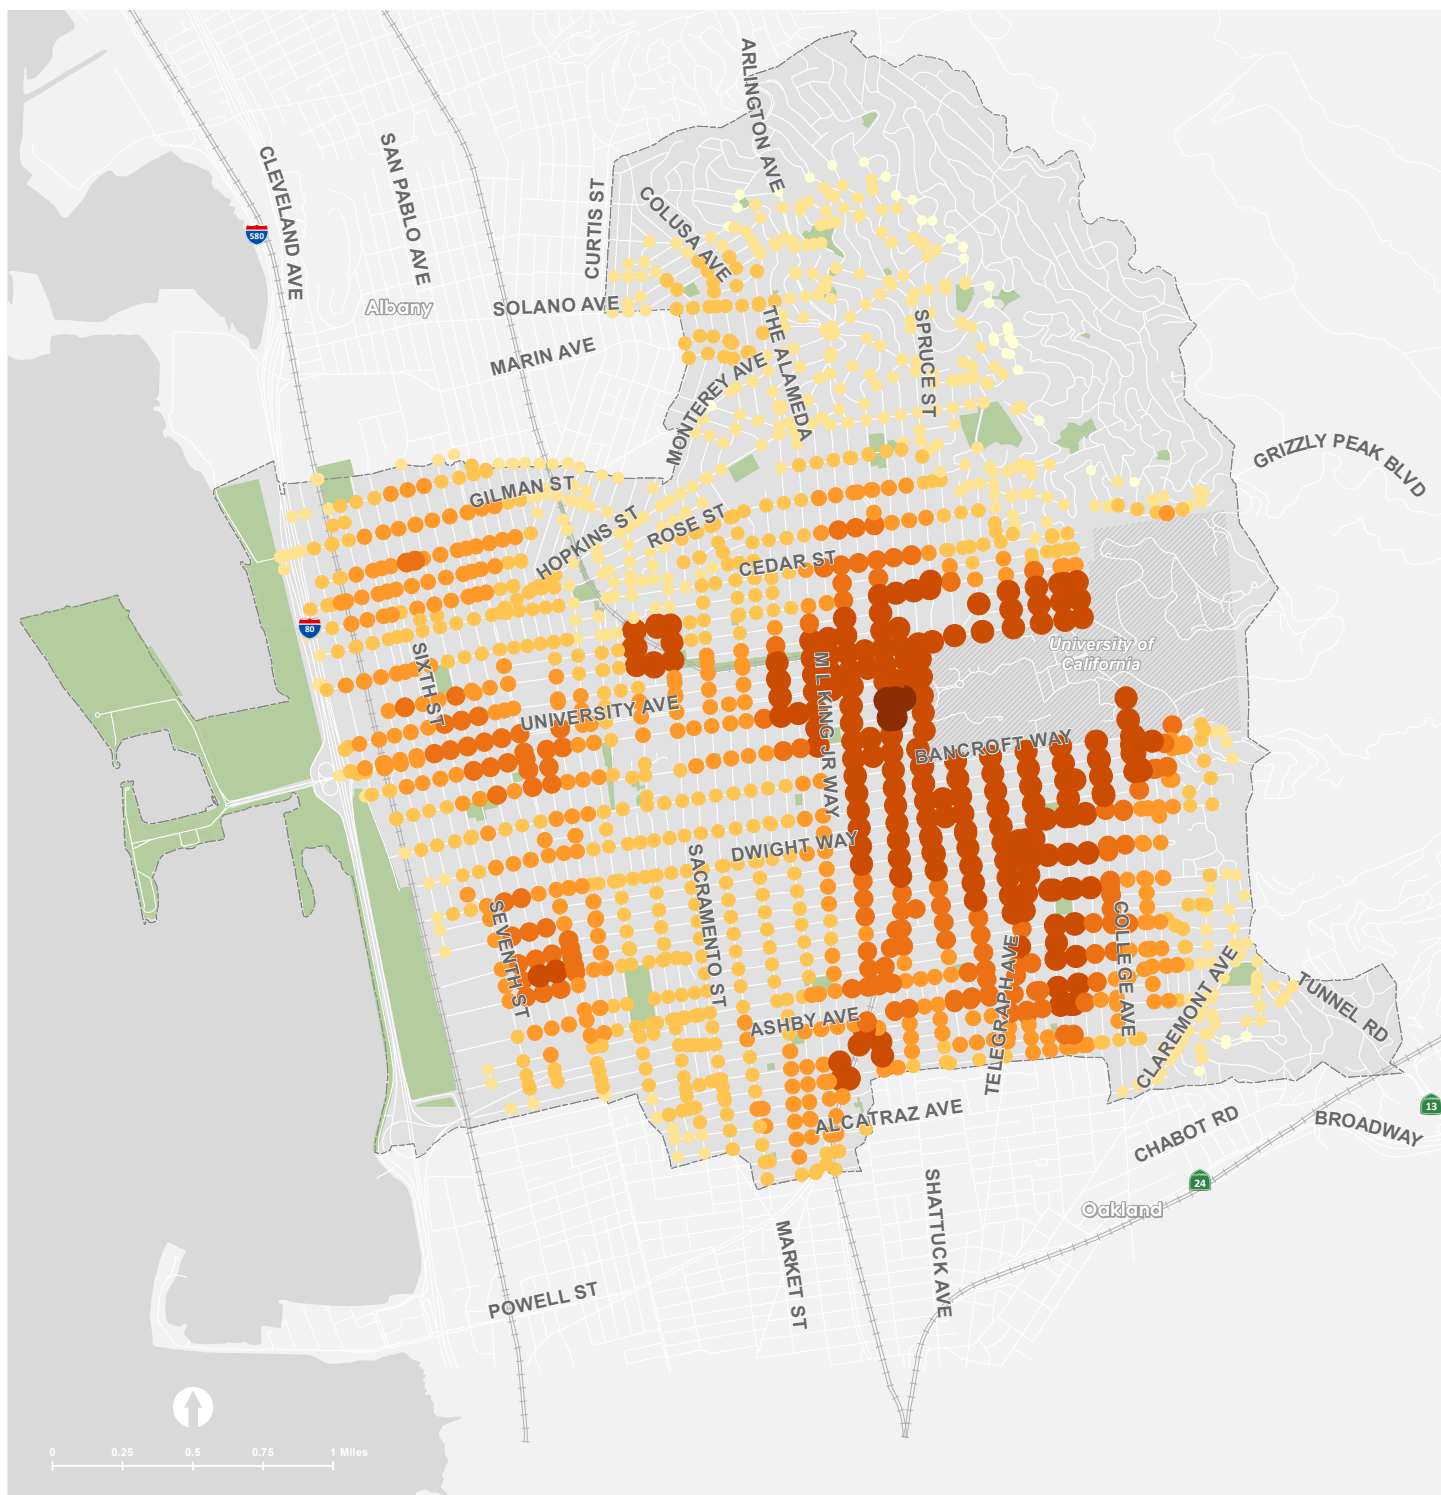 ARLINGTON AVE
CLEVELAND AVE
SAN PABLO AVE
CURTIS ST
COLUSA AVE
580
Albany
SOLANO AVE
MARIN AVE
THE ALAMEDA
SPRUCE ST
MONTEREY AVE
GRIZZLY PEAK BLVD
GILMAN ST
HOPKINS ST
ROSE ST
CEDAR ST
80
SIXTH ST
University of
California
M L KING JR WAY
UNIVERSITY AVE
BANCROFT WAY
DWIGHT WAY
SACRAMENTO ST
SEVENTH ST
COLLEGE AVE
TELEGRAPH AVE
CLAREMONT AVE
TUNNEL RD
ASHBY AVE
ALCATRAZ AVE
CHABOT RD
BROADWAY
13
24
Oakland
SHATTUCK AVE
MARKET ST
POWELL ST
0 0.25 0.5 0.75 1 Miles